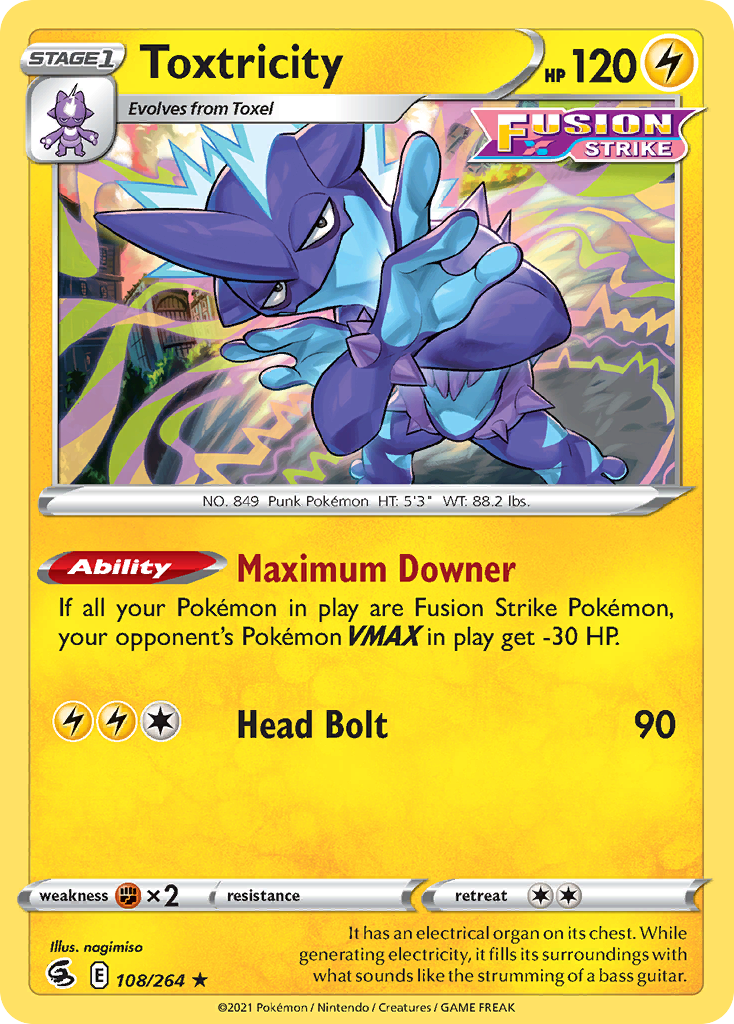 STAGE1
Toxtricity
HP 120
Evolves from Toxel
FUSION
STRIKE
NO. 849 Punk Pokémon HT: 5'3" WT: 88.2 lbs.
Ability Maximum Downer
If all your Pokémon in play are Fusion Strike Pokémon,
your opponent's Pokémon VMAX in play get -30 HP.
Head Bolt 90
weakness ×2 resistance retreat
It has an electrical organ on its chest. While
generating electricity, it fills its surroundings with
what sounds like the strumming of a bass guitar.
Illus. nagimiso
E 108/264 ★
©2021 Pokémon / Nintendo / Creatures / GAME FREAK